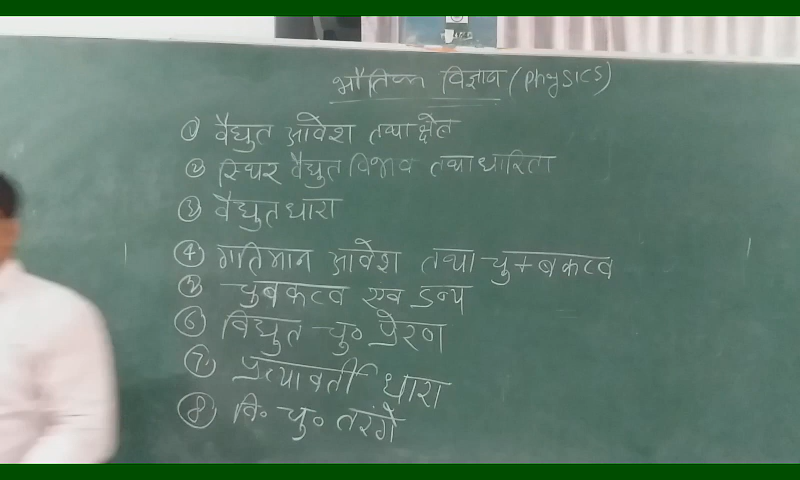 भौतिक विज्ञान (Physics)
① वैद्युत आवेश तथा क्षेत्र
② स्थिर वैद्युत विभव तथा धारिता
③ वैद्युत धारा
④ गतिमान आवेश तथा चुम्बकत्व
⑤ चुबकत्व एंव द्रव्य
⑥ विद्युत चु० प्रेरण
⑦ प्रत्यावर्ती धारा
⑧ वि० चु० तरंगे